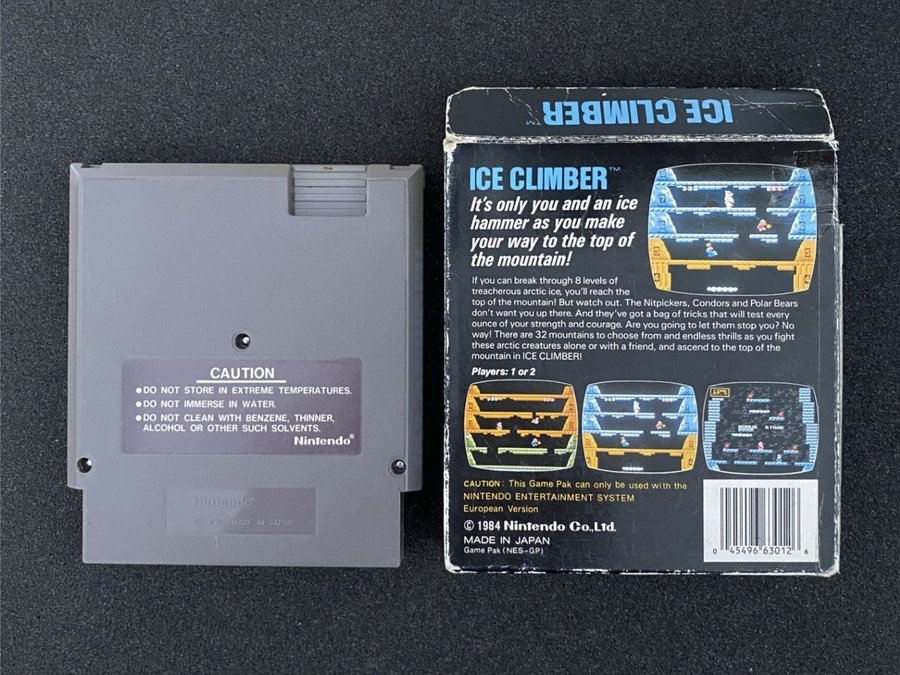 CAUTION
● DO NOT STORE IN EXTREME TEMPERATURES.
● DO NOT IMMERSE IN WATER.
● DO NOT CLEAN WITH BENZENE, THINNER,
ALCOHOL OR OTHER SUCH SOLVENTS.
Nintendo®
Nintendo®
MADE IN JAPAN
ICE CLIMBER™
ICE CLIMBER™
It's only you and an ice
hammer as you make
your way to the top of
the mountain!
If you can break through 8 levels of
treacherous arctic ice, you'll reach the
top of the mountain! But watch out. The Nitpickers, Condors and Polar Bears
don't want you up there. And they've got a bag of tricks that will test every
ounce of your strength and courage. Are you going to let them stop you? No
way! There are 32 mountains to choose from and endless thrills as you fight
these arctic creatures alone or with a friend, and ascend to the top of the
mountain in ICE CLIMBER!
Players: 1 or 2
BONUS STAGE
CAUTION : This Game Pak can only be used with the
NINTENDO ENTERTAINMENT SYSTEM
European Version
© 1984 Nintendo Co., Ltd.
MADE IN JAPAN
Game Pak (NES-GP)
0 45496 63012 6